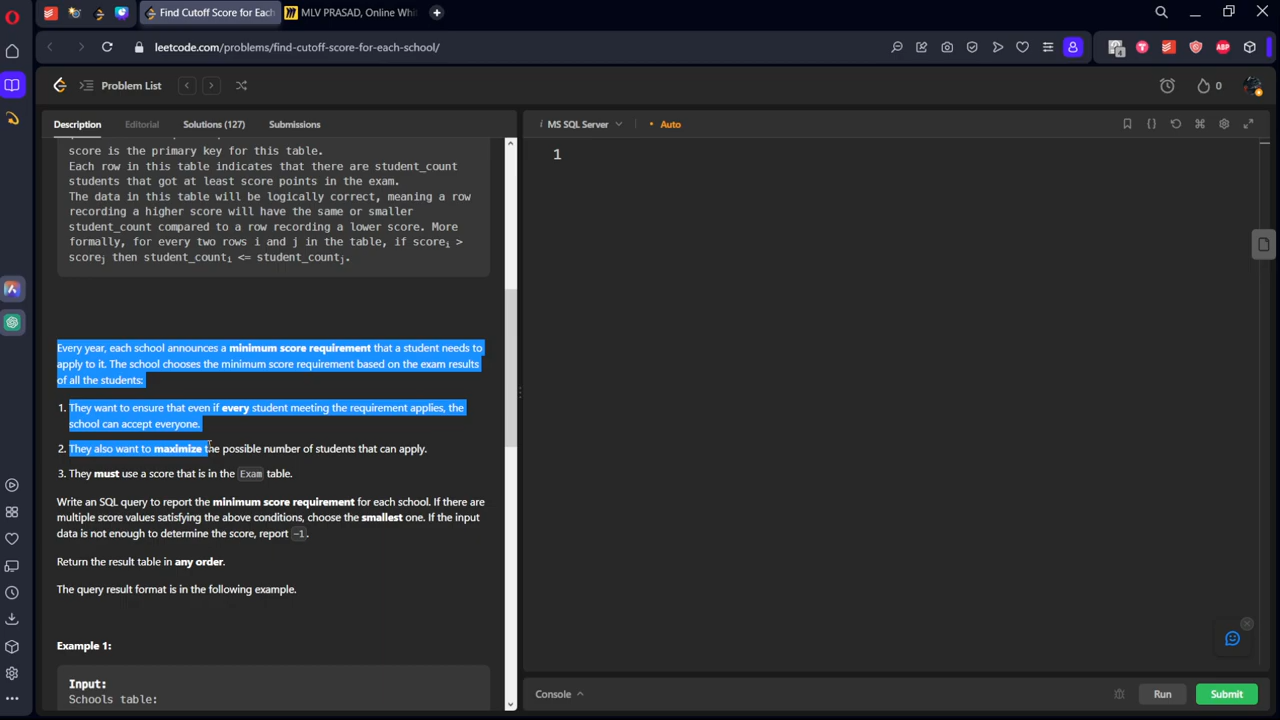 Find Cutoff Score for Each
MLV PRASAD, Online Whi
leetcode.com/problems/find-cutoff-score-for-each-school/
4
ABP
Problem List
0
Description
Editorial
Solutions (127)
Submissions
i MS SQL Server
• Auto
score is the primary key for this table.
Each row in this table indicates that there are student_count
students that got at least score points in the exam.
The data in this table will be logically correct, meaning a row
recording a higher score will have the same or smaller
student_count compared to a row recording a lower score. More
formally, for every two rows i and j in the table, if scoreᵢ >
scoreⱼ then student_countᵢ <= student_countⱼ.
1
Every year, each school announces a minimum score requirement that a student needs to
apply to it. The school chooses the minimum score requirement based on the exam results
of all the students:
1. They want to ensure that even if every student meeting the requirement applies, the
school can accept everyone.
2. They also want to maximize the possible number of students that can apply.
3. They must use a score that is in the Exam table.
Write an SQL query to report the minimum score requirement for each school. If there are
multiple score values satisfying the above conditions, choose the smallest one. If the input
data is not enough to determine the score, report -1.
Return the result table in any order.
The query result format is in the following example.
Example 1:
Input:
Schools table:
Console
Run
Submit